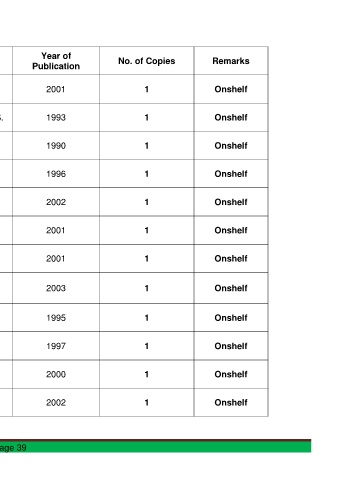 Year of
Publication No. of Copies Remarks
2001 1 Onshelf
1993 1 Onshelf
1990 1 Onshelf
1996 1 Onshelf
2002 1 Onshelf
2001 1 Onshelf
2001 1 Onshelf
2003 1 Onshelf
1995 1 Onshelf
1997 1 Onshelf
2000 1 Onshelf
2002 1 Onshelf
age 39